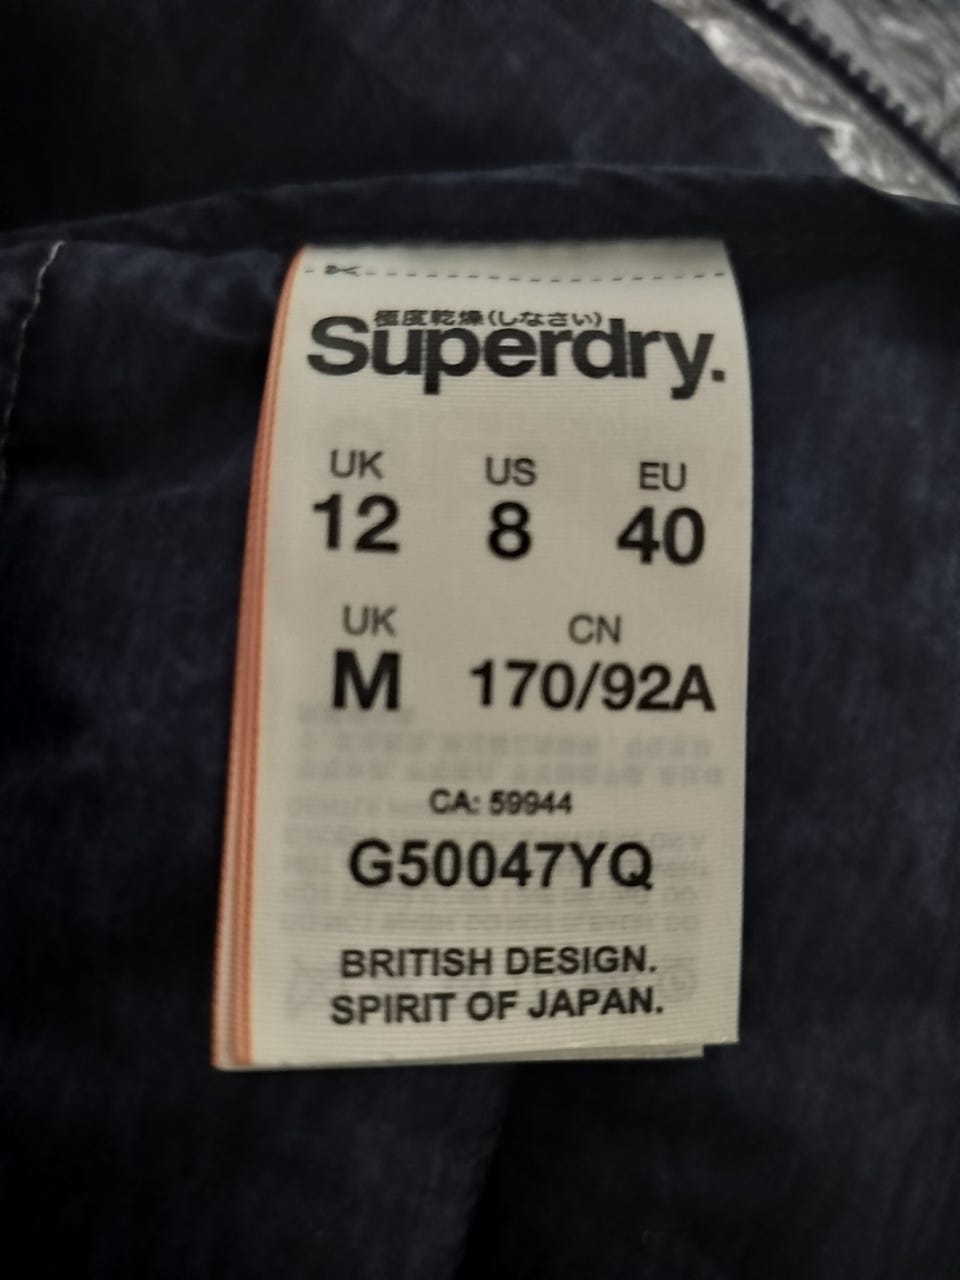 極度乾燥(しなさい)
Superdry.
UK US EU
12 8 40
UK CN
M 170/92A
CA: 59944
G50047YQ
BRITISH DESIGN.
SPIRIT OF JAPAN.